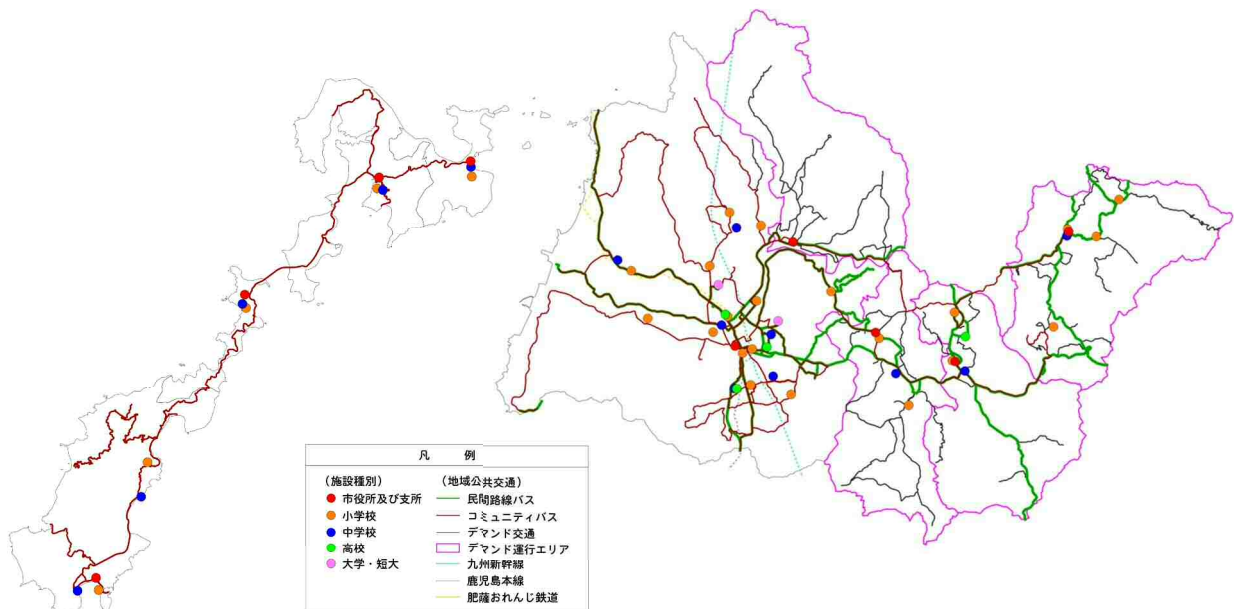 凡 例
(施設種別)
市役所及び支所
小学校
中学校
高校
大学・短大
(地域公共交通)
民間路線バス
コミュニティバス
デマンド交通
デマンド運行エリア
九州新幹線
鹿児島本線
肥薩おれんじ鉄道